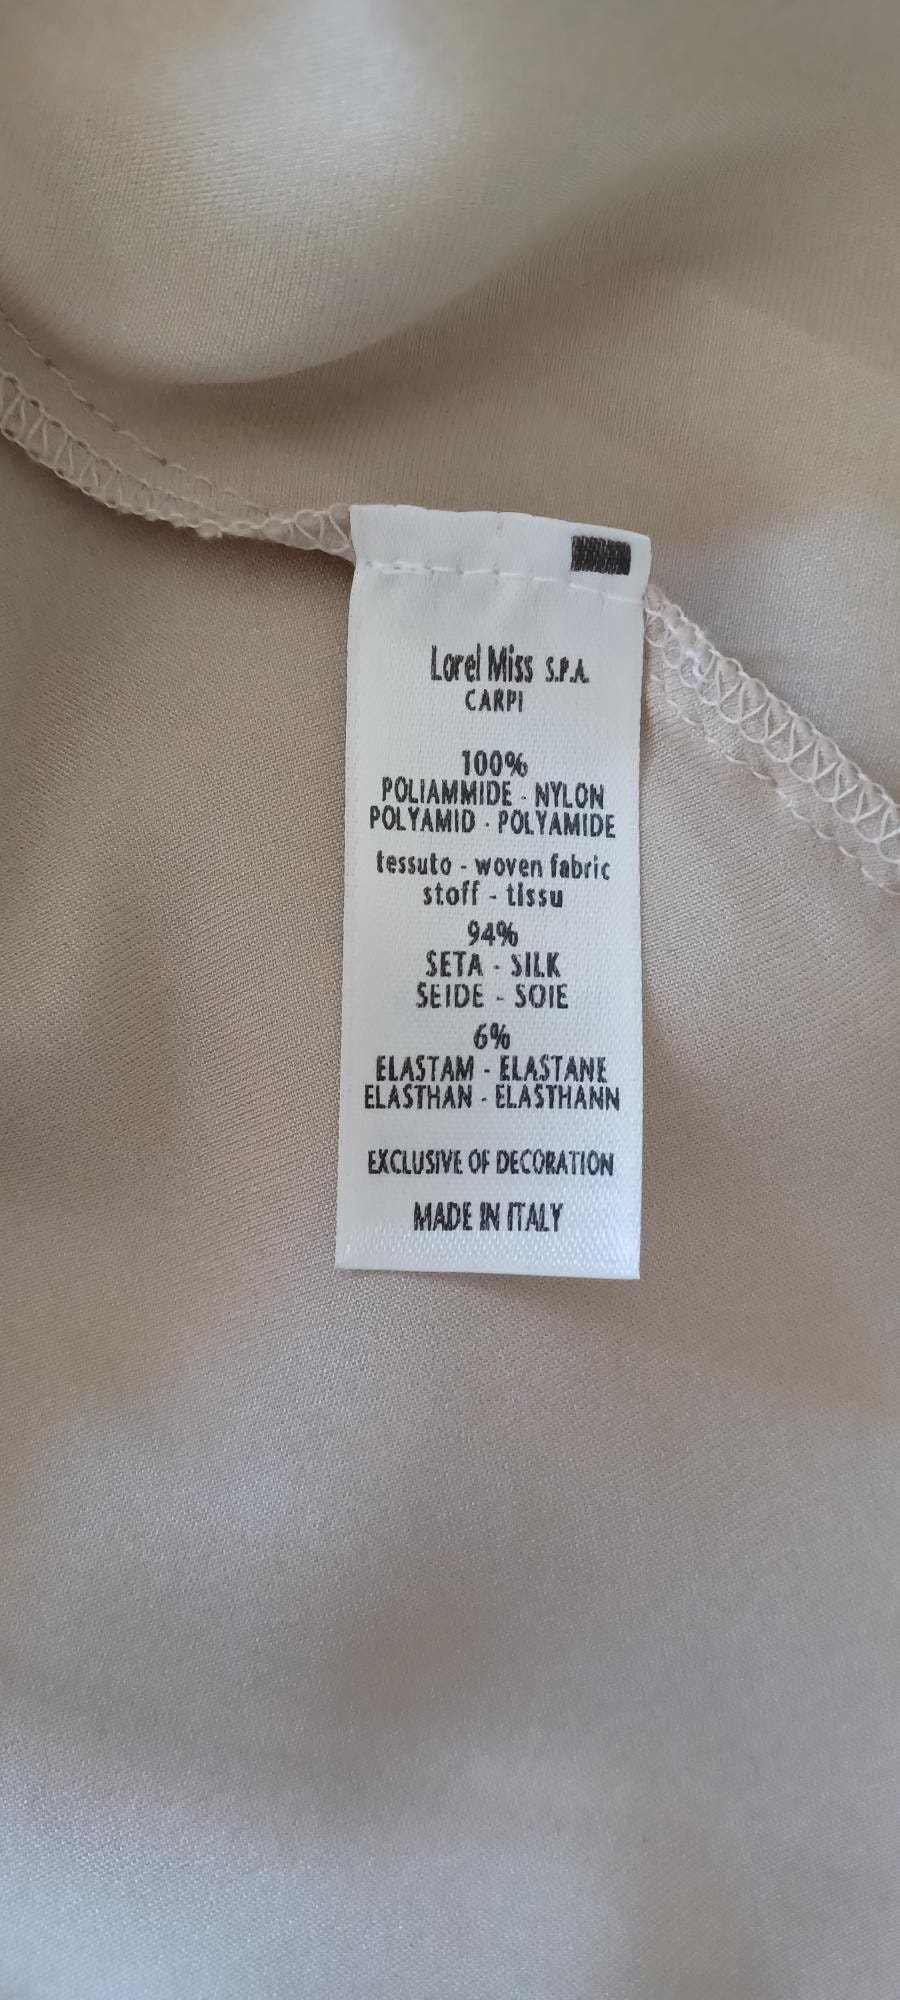 Lorel Miss S.P.A.
CARPI
100%
POLIAMMIDE - NYLON
POLYAMID - POLYAMIDE
tessuto - woven fabric
stoff - tissu
94%
SETA - SILK
SEIDE - SOIE
6%
ELASTAM - ELASTANE
ELASTHAN - ELASTHANN
EXCLUSIVE OF DECORATION
MADE IN ITALY